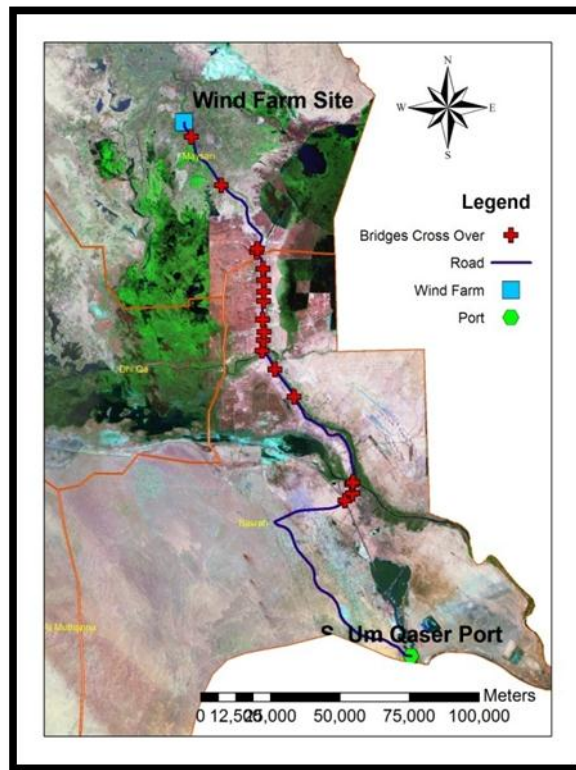 N
W E
S
Wind Farm Site
Maysan
Legend
Bridges Cross Over
Road
Wind Farm
Port
Dhi Qa
Basrah
Al Muthanna
S. Um Qaser Port
Meters
0 12,500 25,000 50,000 75,000 100,000